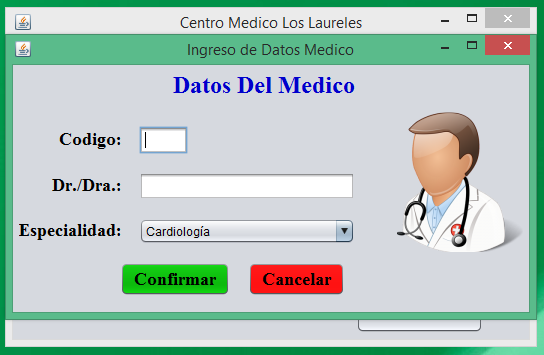 Centro Medico Los Laureles
Ingreso de Datos Medico
Datos Del Medico
Codigo:
Dr./Dra.:
Especialidad: Cardiología
Confirmar Cancelar